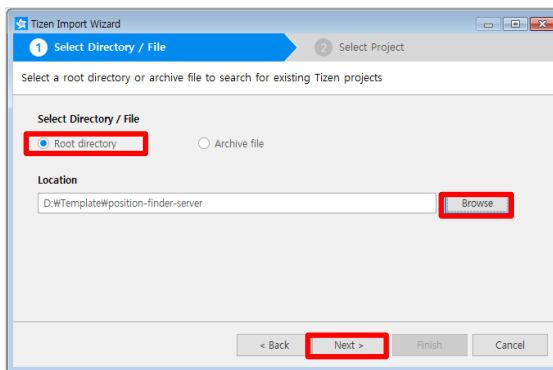 Tizen Import Wizard
1 Select Directory / File 2 Select Project
Select a root directory or archive file to search for existing Tizen projects
Select Directory / File
Root directory Archive file
Location
D:₩Template₩position-finder-server Browse
< Back Next > Finish Cancel